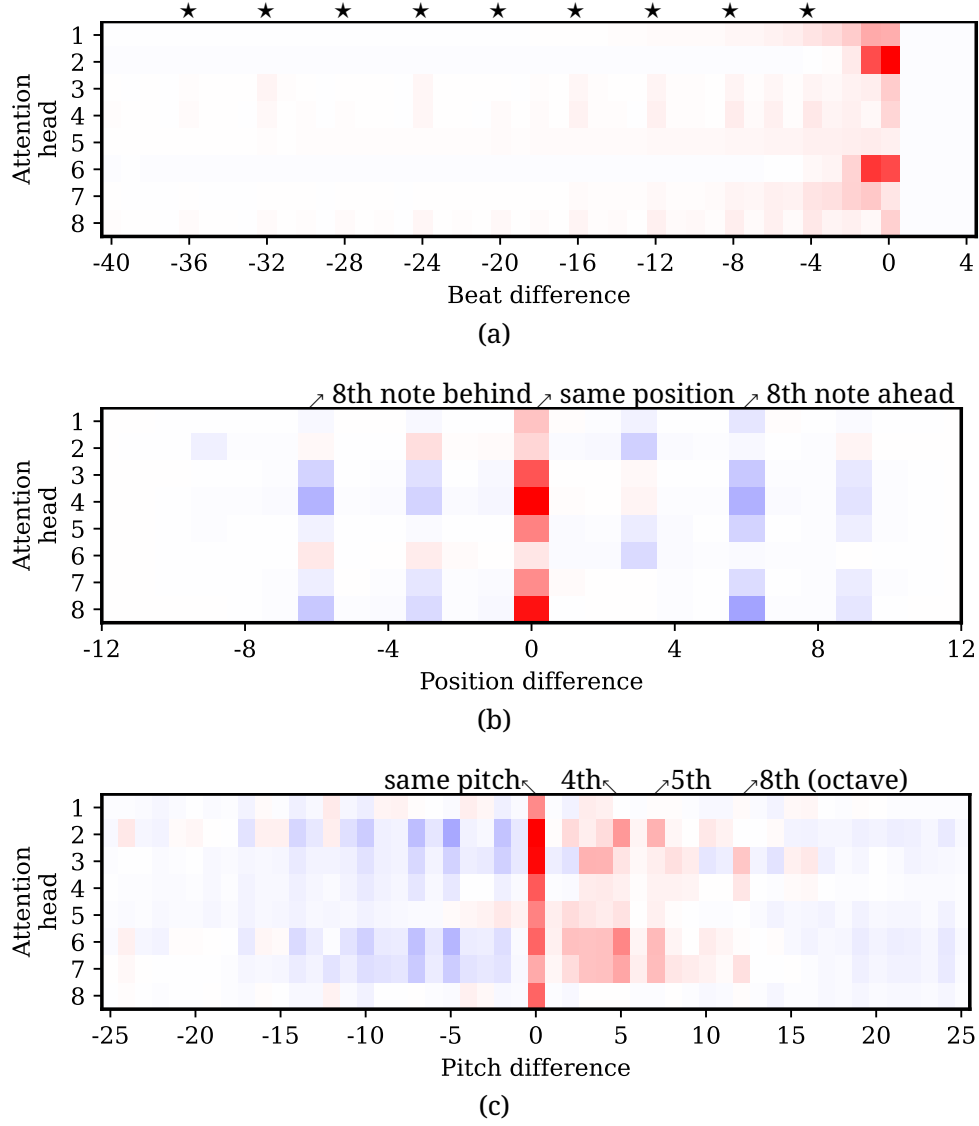 ★ ★ ★ ★ ★ ★ ★ ★ ★
Attention
head
1
2
3
4
5
6
7
8
-40 -36 -32 -28 -24 -20 -16 -12 -8 -4 0 4
Beat difference
(a)
↗ 8th note behind ↗ same position ↗ 8th note ahead
Attention
head
1
2
3
4
5
6
7
8
-12 -8 -4 0 4 8 12
Position difference
(b)
same pitch↖ 4th↖ ↗5th ↗8th (octave)
Attention
head
1
2
3
4
5
6
7
8
-25 -20 -15 -10 -5 0 5 10 15 20 25
Pitch difference
(c)